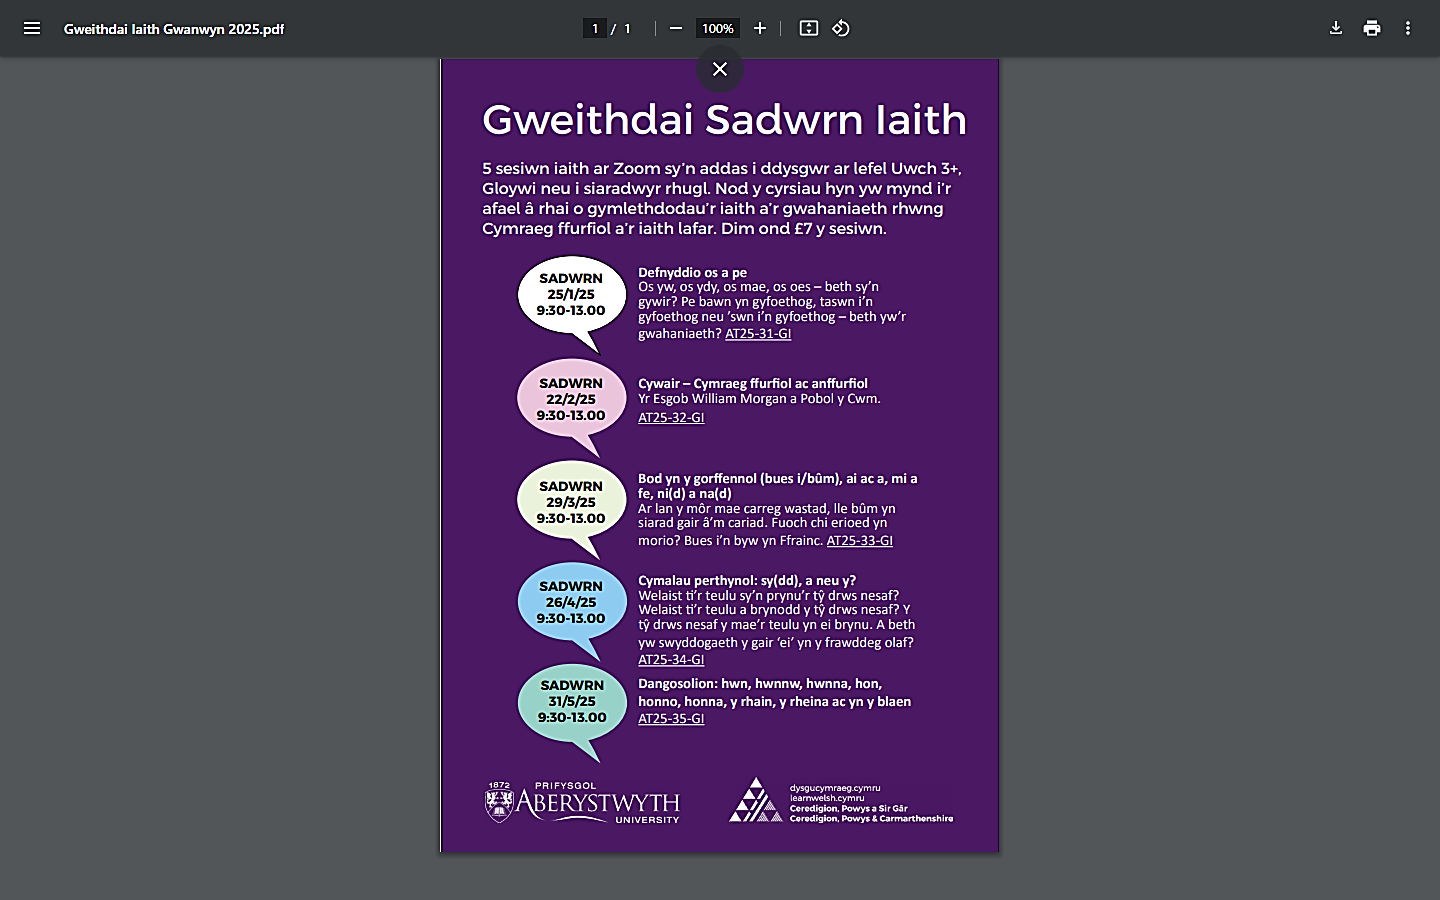 Gweithdai Iaith Gwanwyn 2025.pdf
1 / 1
100%
Gweithdai Sadwrn Iaith
5 sesiwn iaith ar Zoom sy'n addas i ddysgwr ar lefel Uwch 3+,
Gloywi neu i siaradwyr rhugl. Nod y cyrsiau hyn yw mynd i'r
afael â rhai o gymlethdodau'r iaith a'r gwahaniaeth rhwng
Cymraeg ffurfiol a'r iaith lafar. Dim ond £7 y sesiwn.
SADWRN
25/1/25
9:30-13.00
Defnyddio os a pe
Os yw, os ydy, os mae, os oes – beth sy'n
gywir? Pe bawn yn gyfoethog, taswn i'n
gyfoethog neu 'swn i'n gyfoethog – beth yw'r
gwahaniaeth? AT25-31-GI
SADWRN
22/2/25
9:30-13.00
Cywair – Cymraeg ffurfiol ac anffurfiol
Yr Esgob William Morgan a Pobol y Cwm.
AT25-32-GI
SADWRN
29/3/25
9:30-13.00
Bod yn y gorffennol (bues i/bûm), ai ac a, mi a
fe, ni(d) a na(d)
Ar lan y môr mae carreg wastad, lle bûm yn
siarad gair â'm cariad. Fuoch chi erioed yn
morio? Bues i'n byw yn Ffrainc. AT25-33-GI
SADWRN
26/4/25
9:30-13.00
Cymalau perthynol: sy(dd), a neu y?
Welaist ti'r teulu sy'n prynu'r tŷ drws nesaf?
Welaist ti'r teulu a brynodd y tŷ drws nesaf? Y
tŷ drws nesaf y mae'r teulu yn ei brynu. A beth
yw swyddogaeth y gair 'ei' yn y frawddeg olaf?
AT25-34-GI
SADWRN
31/5/25
9:30-13.00
Dangosolion: hwn, hwnnw, hwnna, hon,
honno, honna, y rhain, y rheina ac yn y blaen
AT25-35-GI
1872
PRIFYSGOL
ABERYSTWYTH
UNIVERSITY
dysgucymraeg.cymru
learnwelsh.cymru
Ceredigion, Powys a Sir Gâr
Ceredigion, Powys & Carmarthenshire